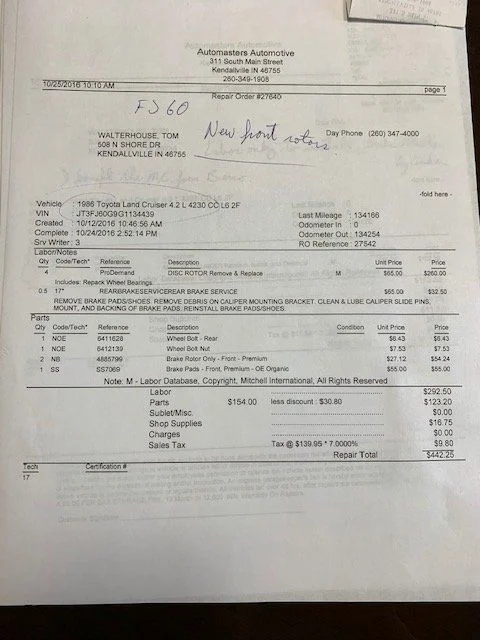 Automasters Automotive
311 South Main Street
Kendallville IN 46755
260-349-1908
10/25/2016 10:10 AM
page 1
Repair Order #27640
FJ60
New front rotors
WALTERHOUSE, TOM
Day Phone (260) 347-4000
508 N SHORE DR
KENDALLVILLE IN 46755
-fold here -
Vehicle : 1986 Toyota Land Cruiser 4.2 L 4230 CC L6 2F
VIN : JT3FJ60G9G1134439
Last Mileage : 134166
Created : 10/12/2016 10:46:56 AM
Odometer In : 0
Complete : 10/24/2016 2:52:14 PM
Odometer Out : 134254
Srv Writer : 3
RO Reference : 27542
Labor/Notes
Qty Code/Tech* Reference Description Unit Price Price
4 ProDemand DISC ROTOR Remove & Replace M $65.00 $260.00
Includes: Repack Wheel Bearings.
0.5 17* REARBRAKESERVICEREAR BRAKE SERVICE $65.00 $32.50
REMOVE BRAKE PADS/SHOES. REMOVE DEBRIS ON CALIPER MOUNTING BRACKET. CLEAN & LUBE CALIPER SLIDE PINS,
MOUNT, AND BACKING OF BRAKE PADS. REINSTALL BRAKE PADS/SHOES.
Parts
Qty Code/Tech* Reference Description Condition Unit Price Price
1 NOE 6411628 Wheel Bolt - Rear $6.43 $6.43
1 NOE 6412139 Wheel Bolt Nut $7.53 $7.53
2 NB 4885799 Brake Rotor Only - Front - Premium $27.12 $54.24
1 SS SS7069 Brake Pads - Front, Premium - OE Organic $55.00 $55.00
Note: M - Labor Database, Copyright, Mitchell International, All Rights Reserved
Labor $292.50
Parts $154.00 less discount : $30.80 $123.20
Sublet/Misc. $0.00
Shop Supplies $16.75
Charges $0.00
Sales Tax Tax @ $139.95 * 7.0000% $9.80
Repair Total $442.25
Tech Certification #
17